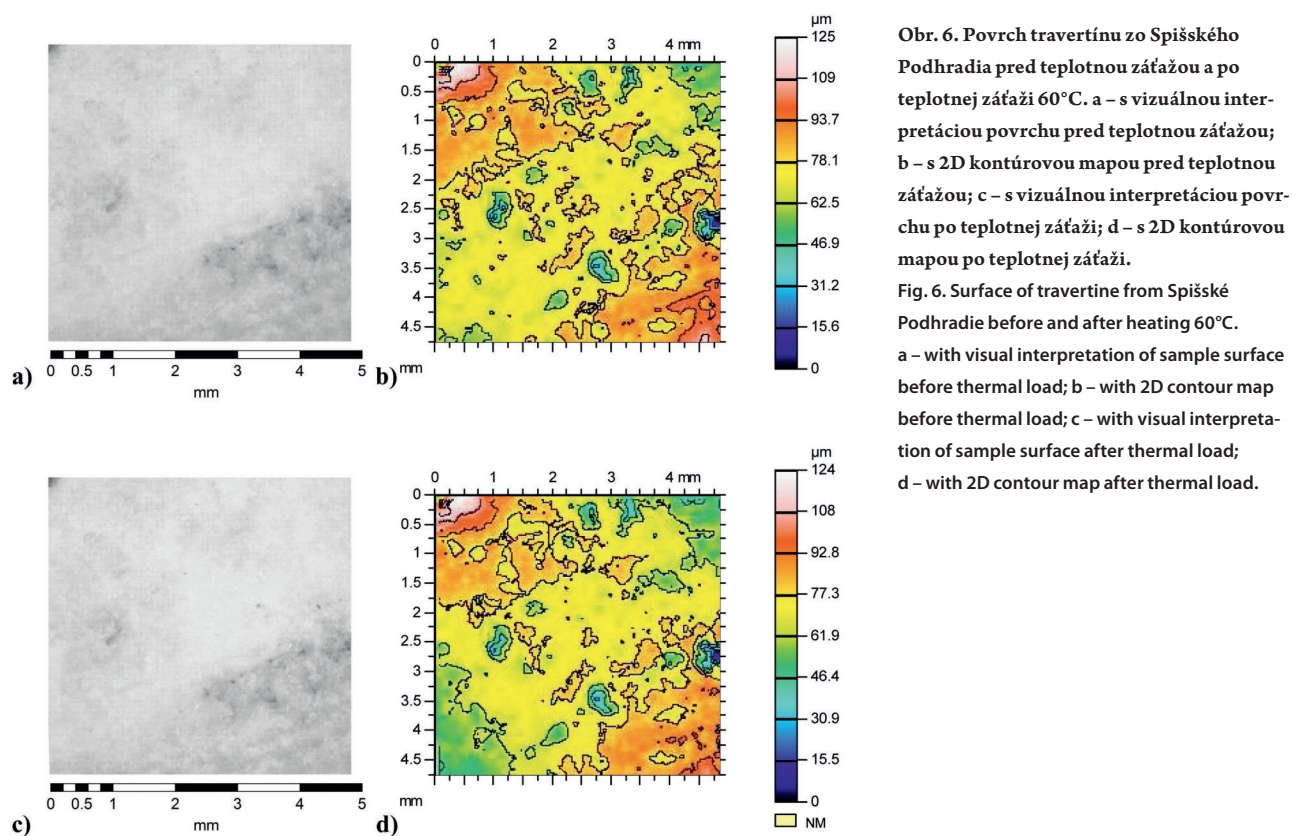 0 0.5 1 2 3 4 5
mm
a)
0 1 2 3 4 mm
0
0.5
1
1.5
2
2.5
3
3.5
4
4.5
b) mm
µm
125
109
93.7
78.1
62.5
46.9
31.2
15.6
0
0 0.5 1 2 3 4 5
mm
c)
0 1 2 3 4 mm
0
0.5
1
1.5
2
2.5
3
3.5
4
4.5
mm
d)
µm
124
108
92.8
77.3
61.9
46.4
30.9
15.5
0
NM
Obr. 6. Povrch travertínu zo Spišského
Podhradia pred teplotnou záťažou a po
teplotnej záťaži 60°C. a – s vizuálnou inter-
pretáciou povrchu pred teplotnou záťažou;
b – s 2D kontúrovou mapou pred teplotnou
záťažou; c – s vizuálnou interpretáciou povr-
chu po teplotnej záťaži; d – s 2D kontúrovou
mapou po teplotnej záťaži.
Fig. 6. Surface of travertine from Spišské
Podhradie before and after heating 60°C.
a – with visual interpretation of sample surface
before thermal load; b – with 2D contour map
before thermal load; c – with visual interpreta-
tion of sample surface after thermal load;
d – with 2D contour map after thermal load.